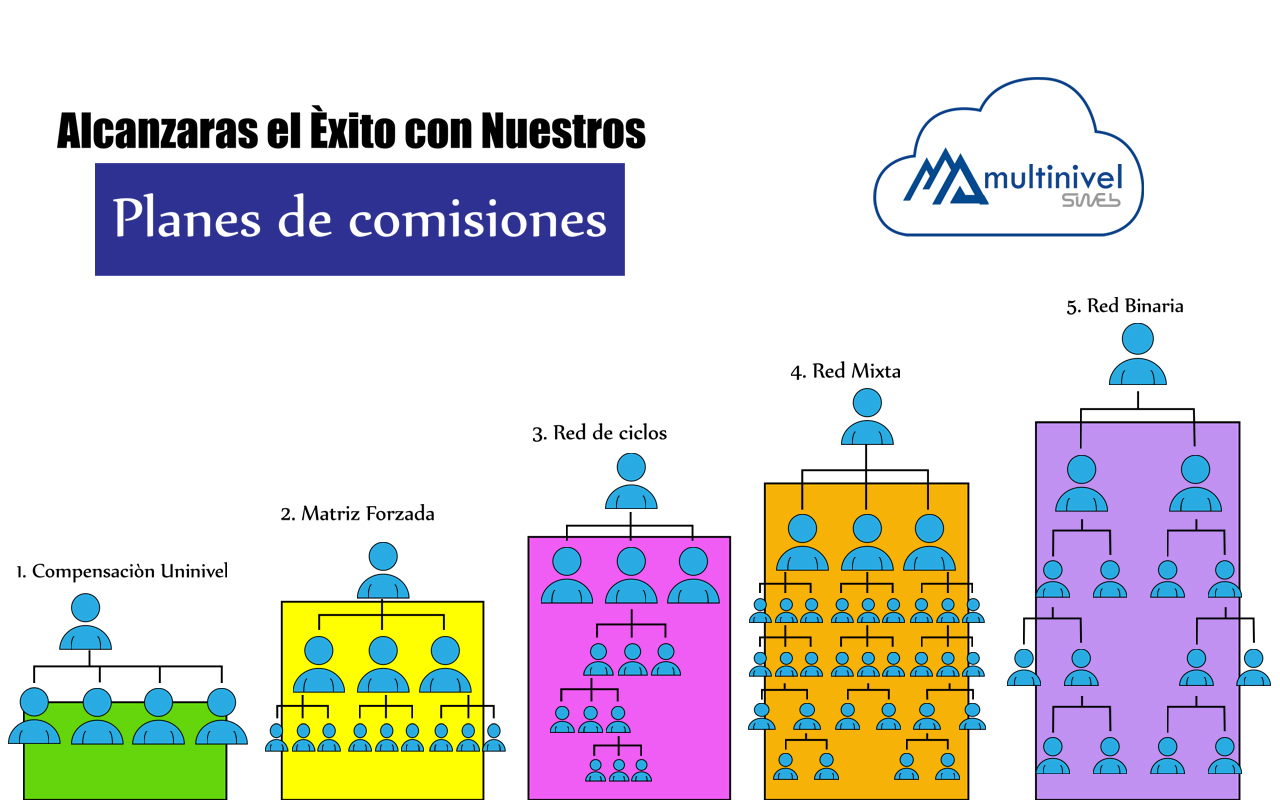 Alcanzaras el Èxito con Nuestros
Planes de comisiones
multinivel
SWEb
5. Red Binaria
4. Red Mixta
3. Red de ciclos
2. Matriz Forzada
1. Compensaciòn Uninivel